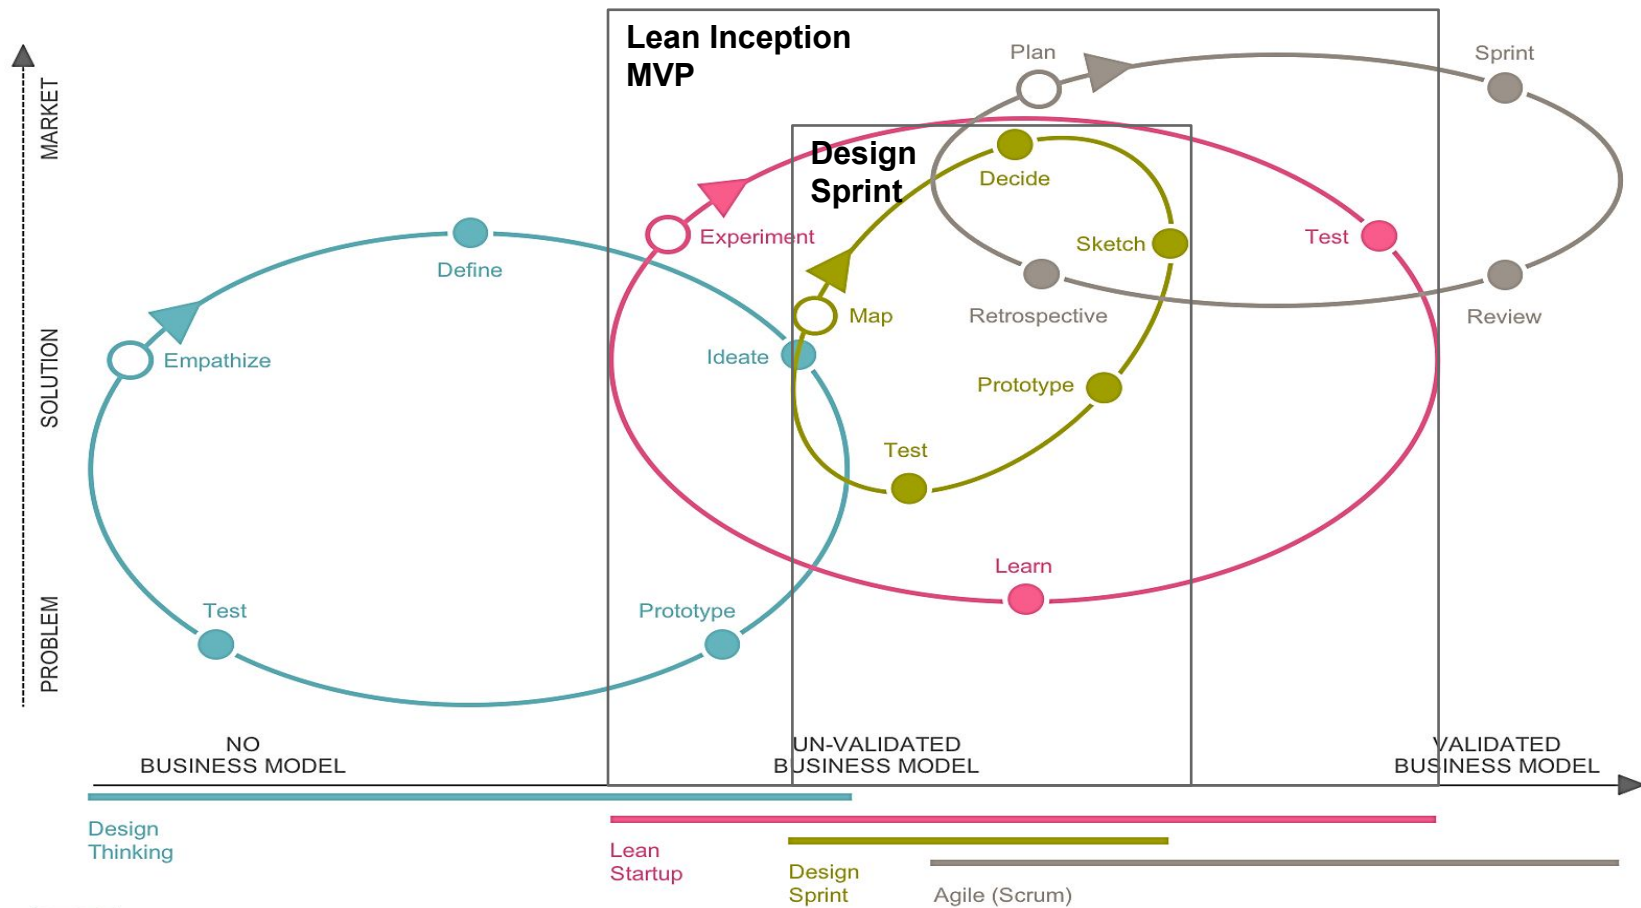 Lean Inception
MVP
Plan
Sprint
MARKET
Design
Sprint
Decide
Experiment
Sketch
Test
Define
Map
Retrospective
Review
SOLUTION
Empathize
Ideate
Prototype
Test
Learn
PROBLEM
Test
Prototype
NO
BUSINESS MODEL
UN-VALIDATED
BUSINESS MODEL
VALIDATED
BUSINESS MODEL
Design
Thinking
Lean
Startup
Design
Sprint
Agile (Scrum)